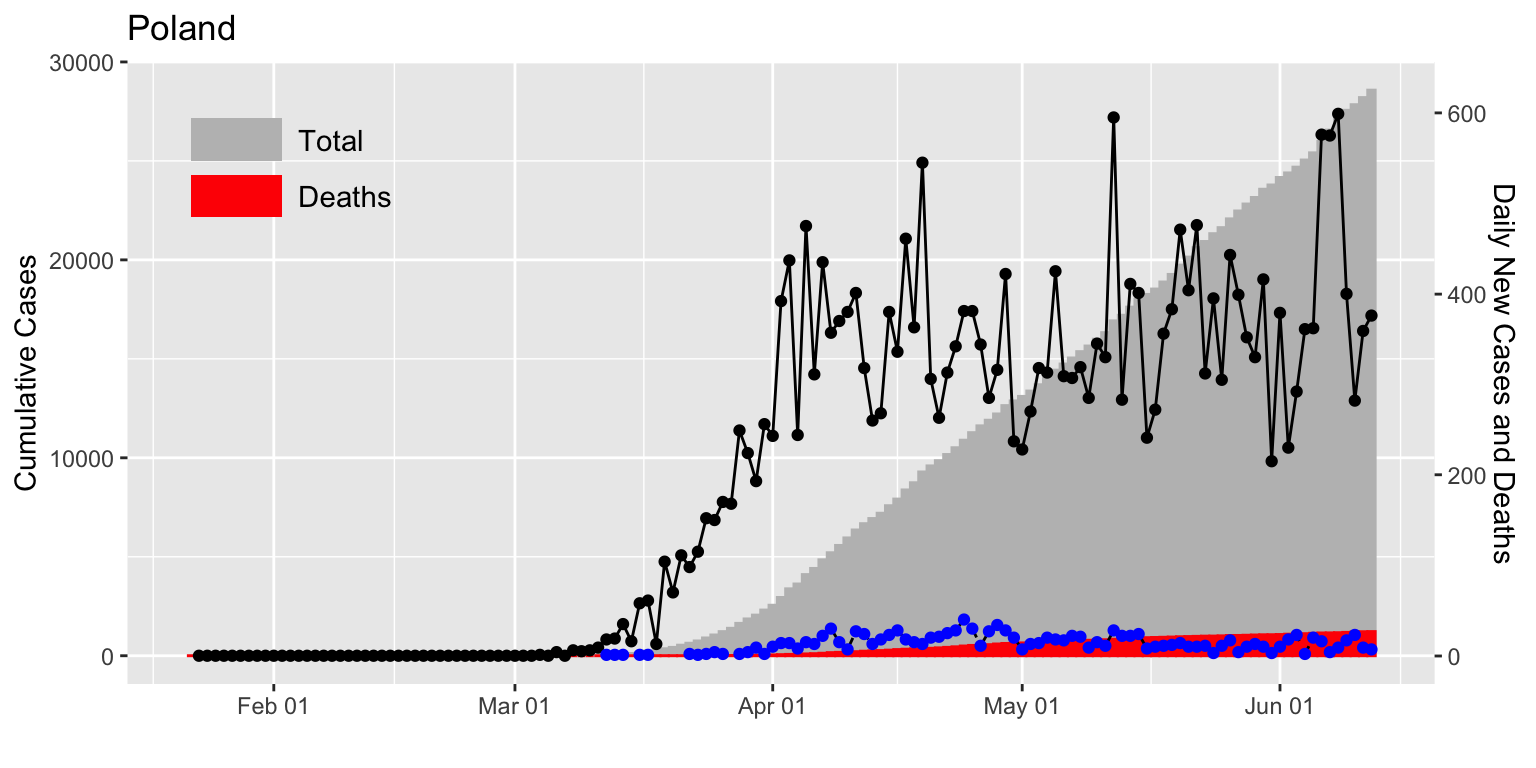 Poland
30000
20000
10000
0
Cumulative Cases
Total
Deaths
600
400
200
0
Daily New Cases and Deaths
Feb 01
Mar 01
Apr 01
May 01
Jun 01